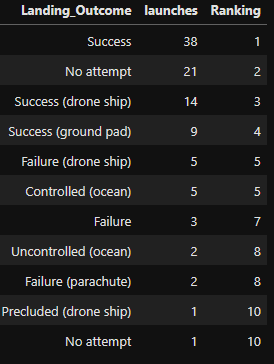 Landing_Outcome launches Ranking
Success 38 1
No attempt 21 2
Success (drone ship) 14 3
Success (ground pad) 9 4
Failure (drone ship) 5 5
Controlled (ocean) 5 5
Failure 3 7
Uncontrolled (ocean) 2 8
Failure (parachute) 2 8
Precluded (drone ship) 1 10
No attempt 1 10